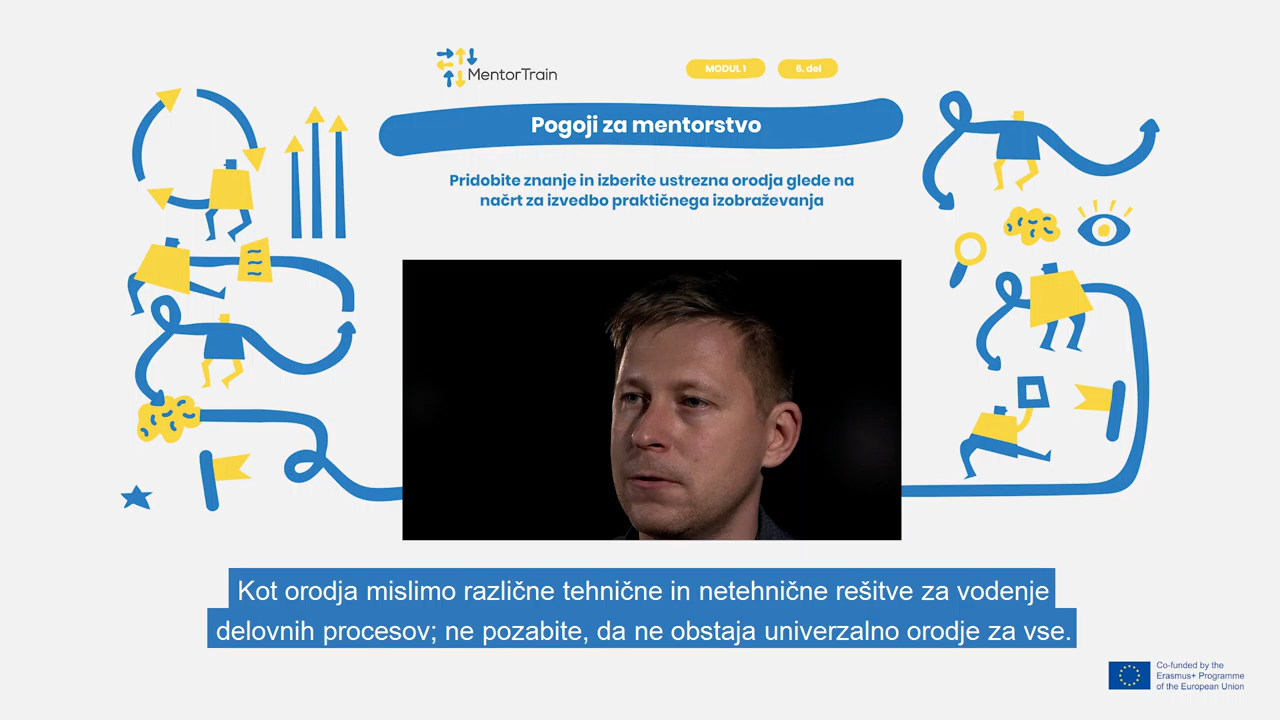 MentorTrain
MODUL 1
6. del
Pogoji za mentorstvo
Pridobite znanje in izberite ustrezna orodja glede na
načrt za izvedbo praktičnega izobraževanja
Kot orodja mislimo različne tehnične in netehnične rešitve za vodenje
delovnih procesov; ne pozabite, da ne obstaja univerzalno orodje za vse.
Co-funded by the
Erasmus+ Programme
of the European Union